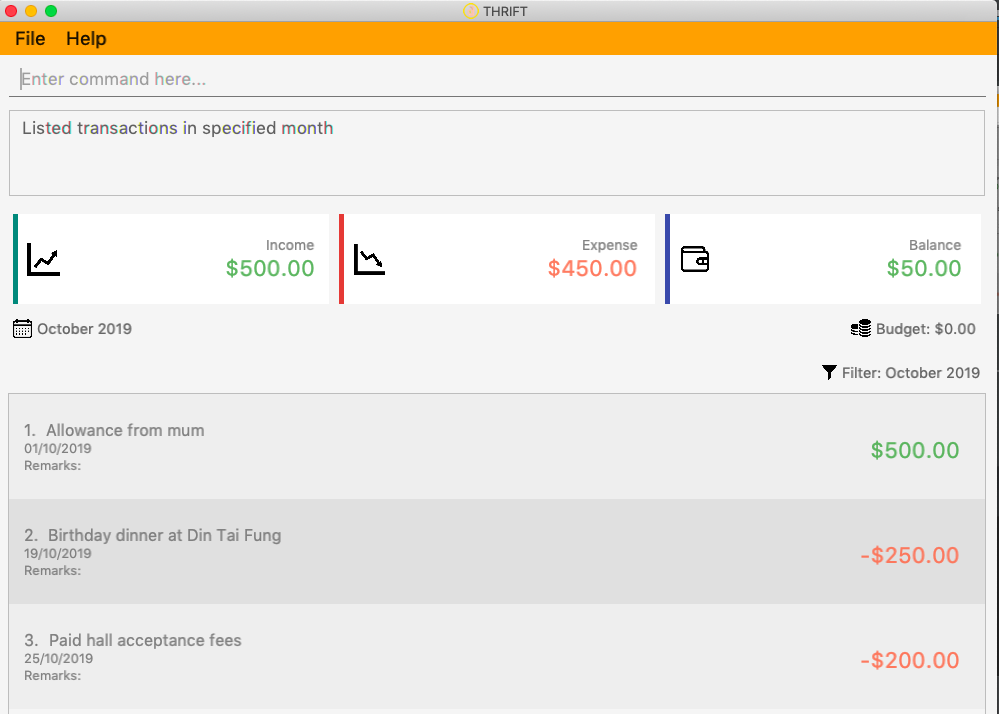 THRIFT
File Help
Enter command here...
Listed transactions in specified month
Income
$500.00
Expense
$450.00
Balance
$50.00
October 2019
Budget: $0.00
Filter: October 2019
1. Allowance from mum
01/10/2019
Remarks:
$500.00
2. Birthday dinner at Din Tai Fung
19/10/2019
Remarks:
-$250.00
3. Paid hall acceptance fees
25/10/2019
Remarks:
-$200.00